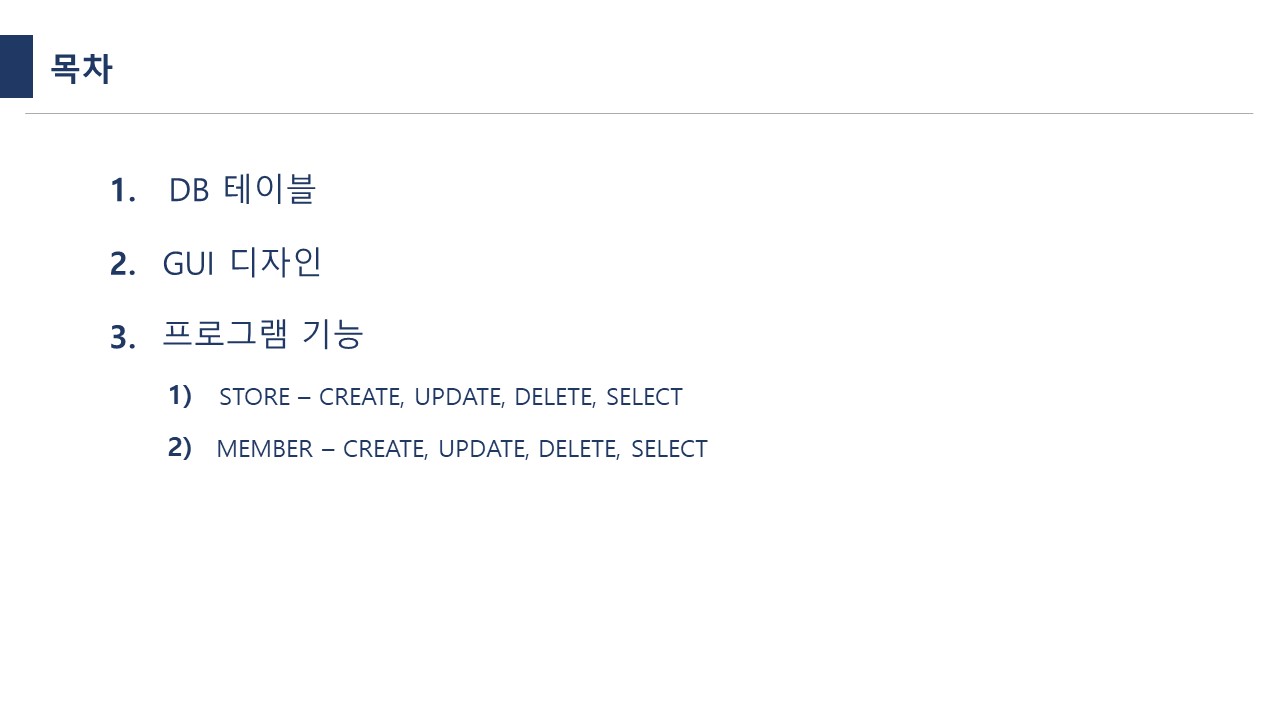 목차
1. DB 테이블
2. GUI 디자인
3. 프로그램 기능
1) STORE – CREATE, UPDATE, DELETE, SELECT
2) MEMBER – CREATE, UPDATE, DELETE, SELECT